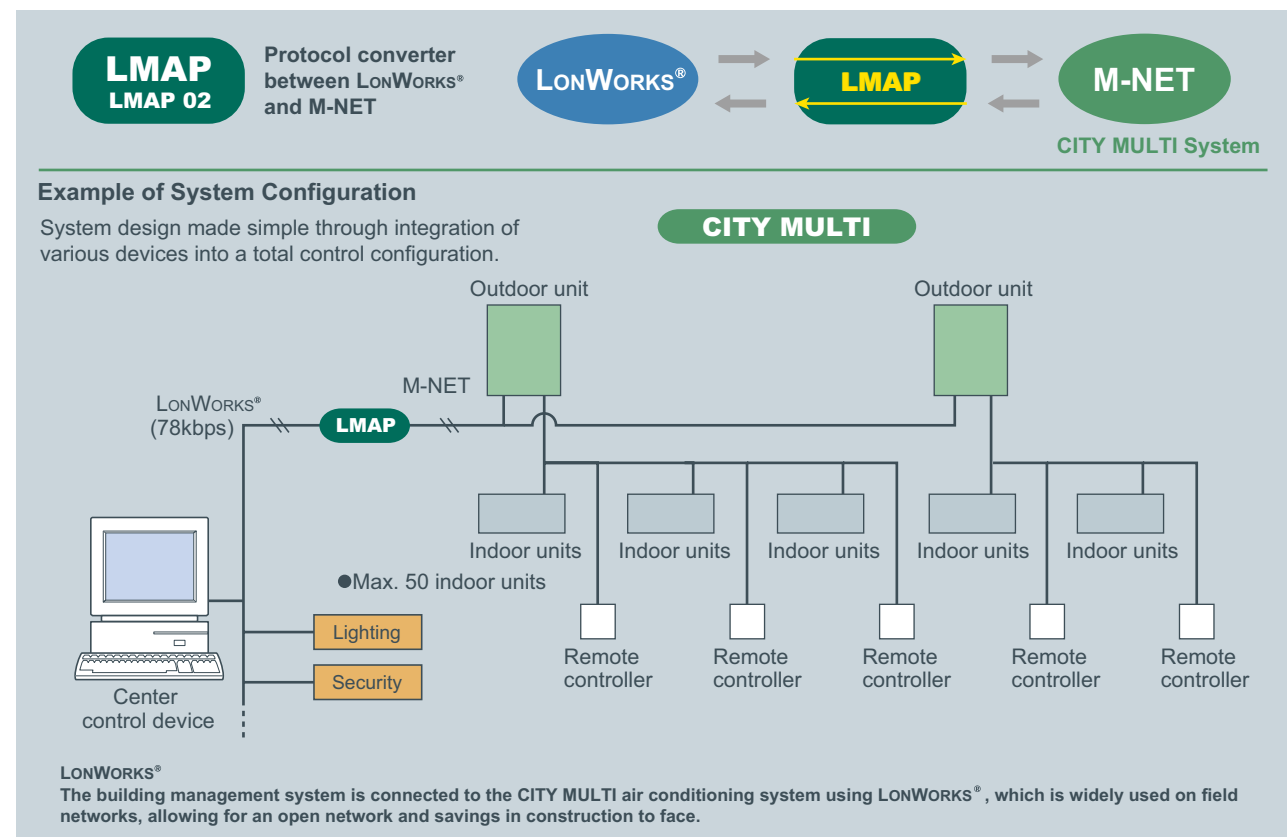 LMAP
LMAP 02
Protocol converter
between LONWORKS®
and M-NET
LONWORKS®
LMAP
M-NET
CITY MULTI System
Example of System Configuration
System design made simple through integration of
various devices into a total control configuration.
CITY MULTI
Outdoor unit
Outdoor unit
M-NET
LONWORKS®
(78kbps)
LMAP
Indoor units
Indoor units
Indoor units
Indoor units
Indoor units
●Max. 50 indoor units
Lighting
Security
Center
control device
Remote
controller
Remote
controller
Remote
controller
Remote
controller
Remote
controller
LONWORKS®
The building management system is connected to the CITY MULTI air conditioning system using LONWORKS® , which is widely used on field
networks, allowing for an open network and savings in construction to face.